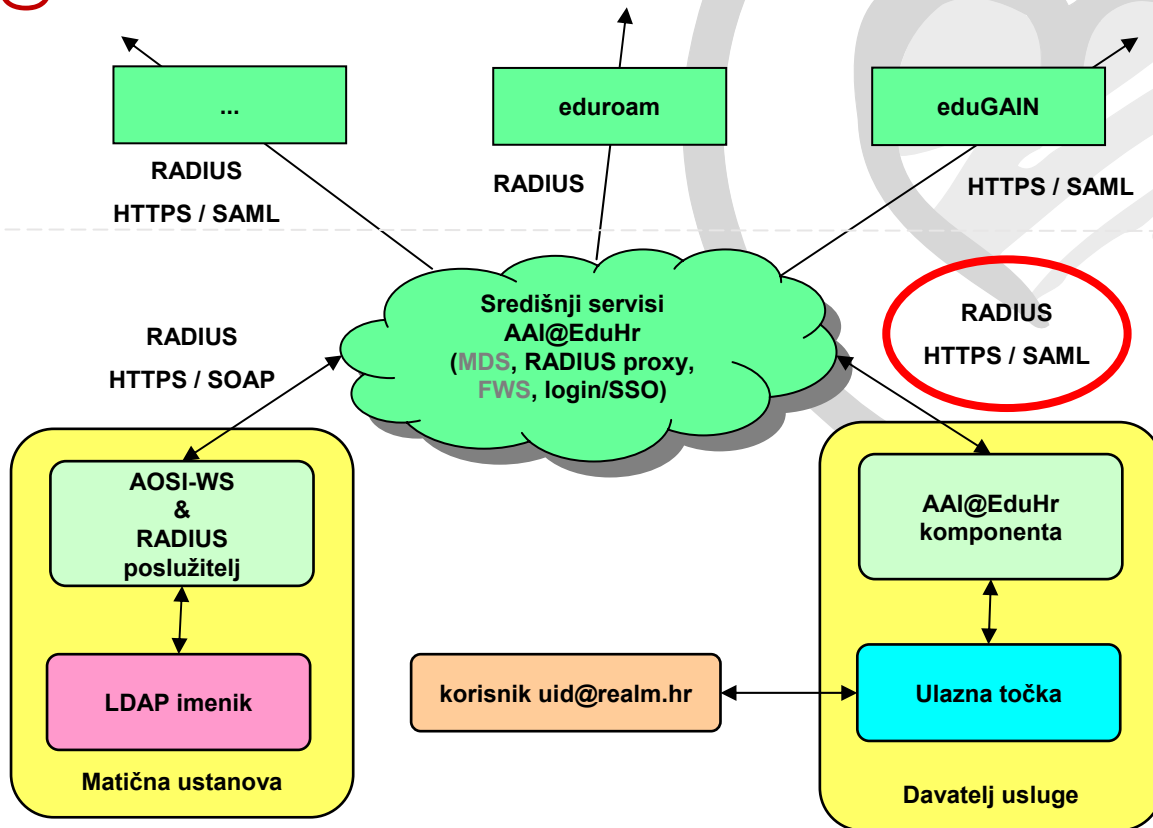 ...
eduroam
eduGAIN
RADIUS
HTTPS / SAML
RADIUS
HTTPS / SAML
Središnji servisi
AAI@EduHr
(MDS, RADIUS proxy,
FWS, login/SSO)
RADIUS
HTTPS / SOAP
RADIUS
HTTPS / SAML
AOSI-WS
&
RADIUS
poslužitelj
LDAP imenik
Matična ustanova
korisnik uid@realm.hr
AAI@EduHr
komponenta
Ulazna točka
Davatelj usluge